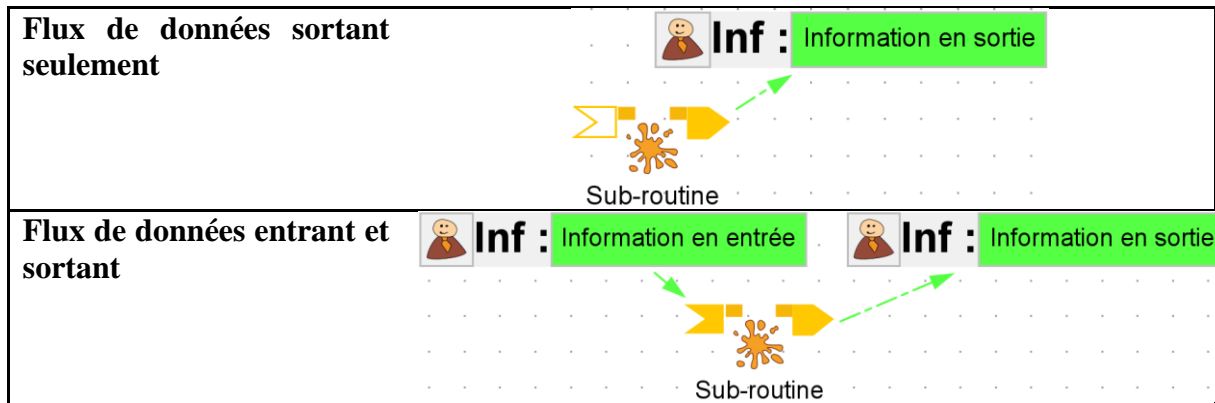 Flux de données sortant
seulement
Inf : Information en sortie
Sub-routine
Flux de données entrant et
sortant
Inf : Information en entrée
Inf : Information en sortie
Sub-routine